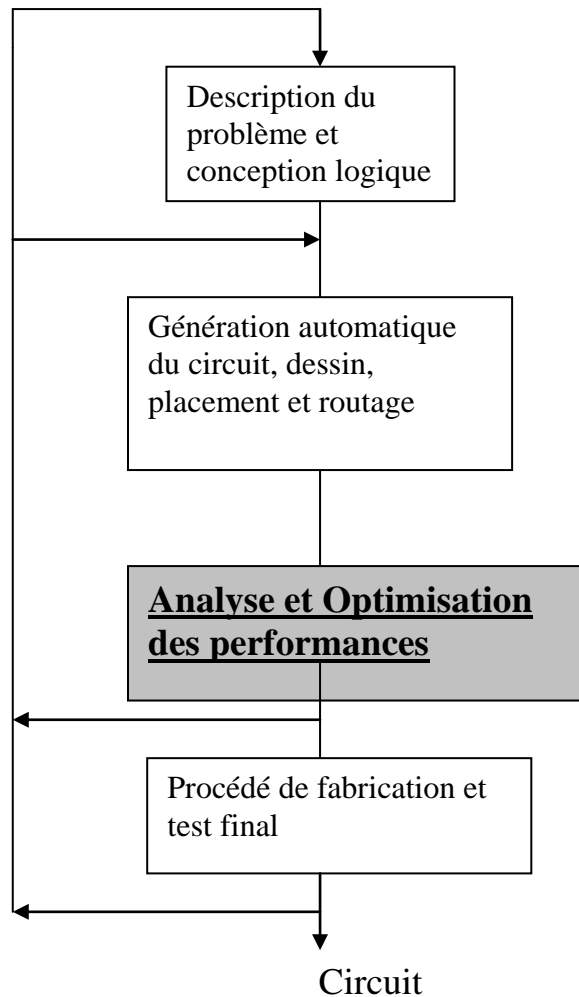 Description du
problème et
conception logique
Génération automatique
du circuit, dessin,
placement et routage
Analyse et Optimisation
des performances
Procédé de fabrication et
test final
Circuit